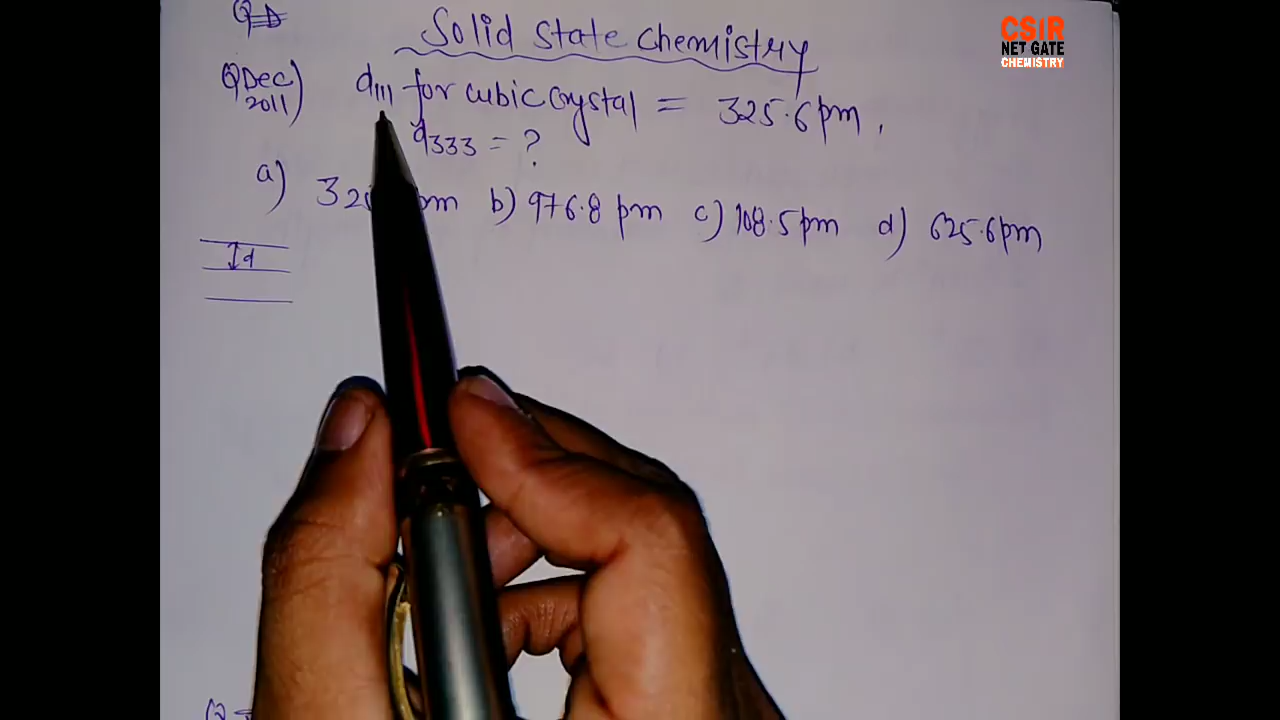 Solid State Chemistry
CSIR
NET GATE
CHEMISTRY
Q Dec 2011) d111 for cubic crystal = 325.6 pm,
d333 = ?
a) pm b) 976.8 pm c) 108.5 pm d) 625.6 pm
d